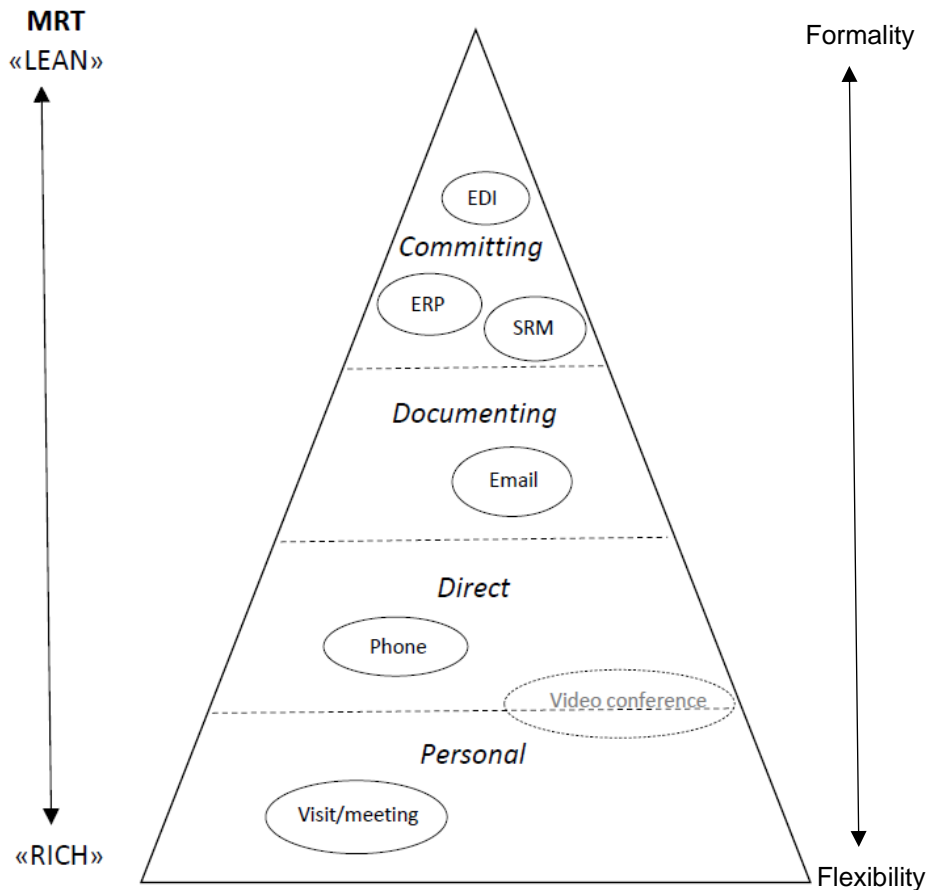 MRT
«LEAN»
Formality
EDI
Committing
ERP
SRM
Documenting
Email
Direct
Phone
Video conference
Personal
Visit/meeting
«RICH»
Flexibility